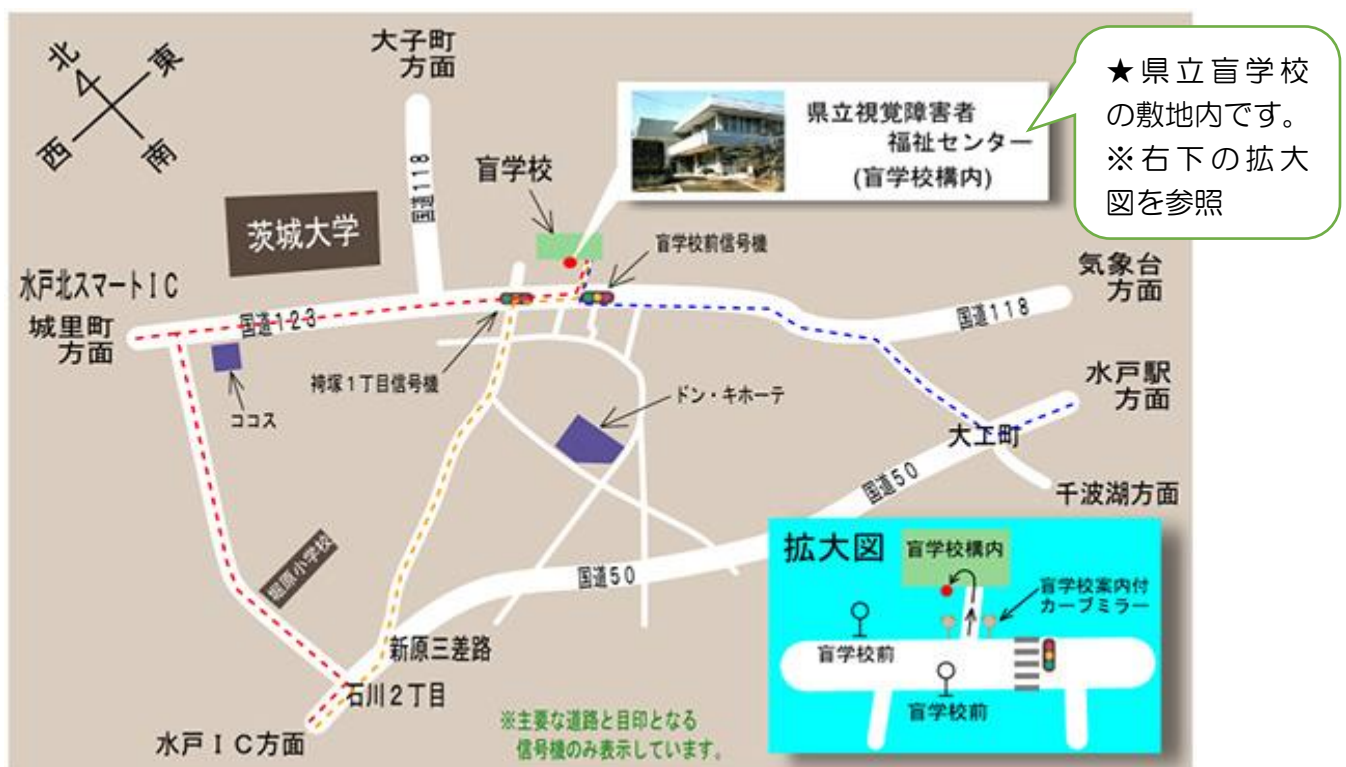 北
東
西
南
大子町
方面
国道118
茨城大学
盲学校
県立視覚障害者
福祉センター
(盲学校構内)
★県立盲学校
の敷地内です。
※右下の拡大
図を参照
盲学校前信号機
水戸北スマートIC
城里町
方面
国道123
気象台
方面
国道118
袴塚1丁目信号機
ココス
ドン・キホーテ
水戸駅
方面
大工町
千波湖方面
国道50
堀原小学校
国道50
新原三差路
石川2丁目
水戸IC方面
※主要な道路と目印となる
信号機のみ表示しています。
拡大図
盲学校構内
盲学校案内付
カーブミラー
盲学校前
盲学校前